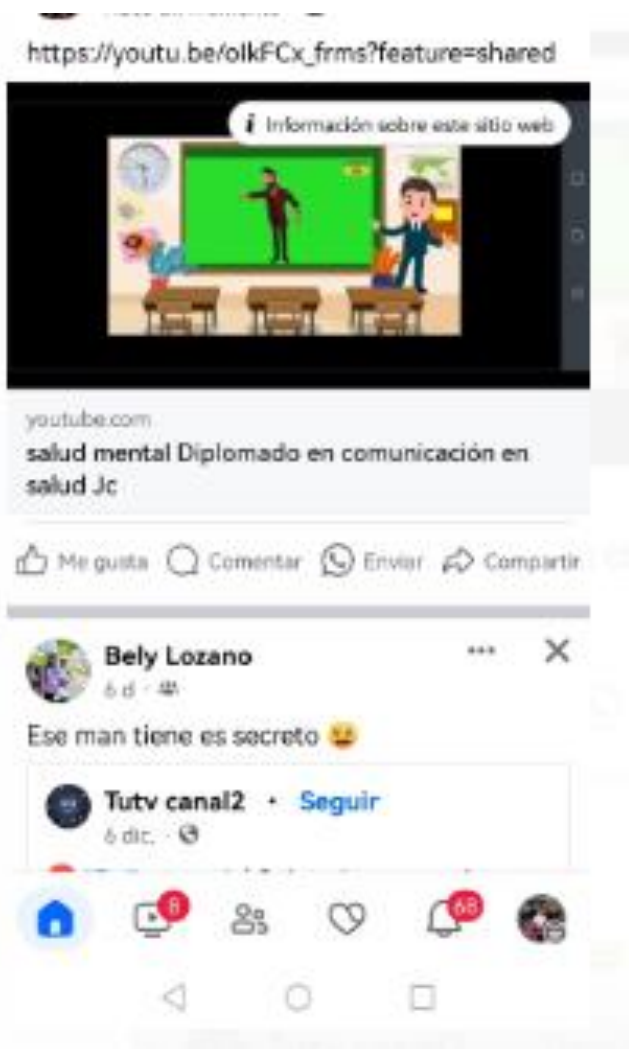 https://youtu.be/olkFCx_frms?feature=shared
i Información sobre este sitio web
youtube.com
salud mental Diplomado en comunicación en
salud Jc
Me gusta Comentar Enviar Compartir
Bely Lozano
6 d ·
Ese man tiene es secreto
Tutv canal2 · Seguir
6 dic. ·
8
68